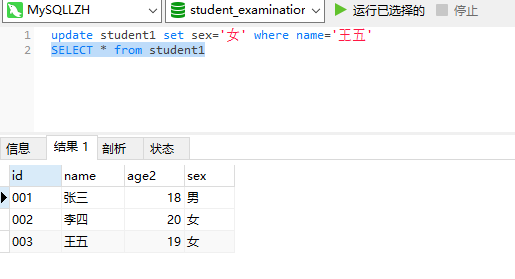 MySQLLZH student_examination 运行已选择的 停止
1 update student1 set sex='女' where name='王五'
2 SELECT * from student1
信息 结果 1 剖析 状态
id name age2 sex
001 张三 18 男
002 李四 20 女
003 王五 19 女